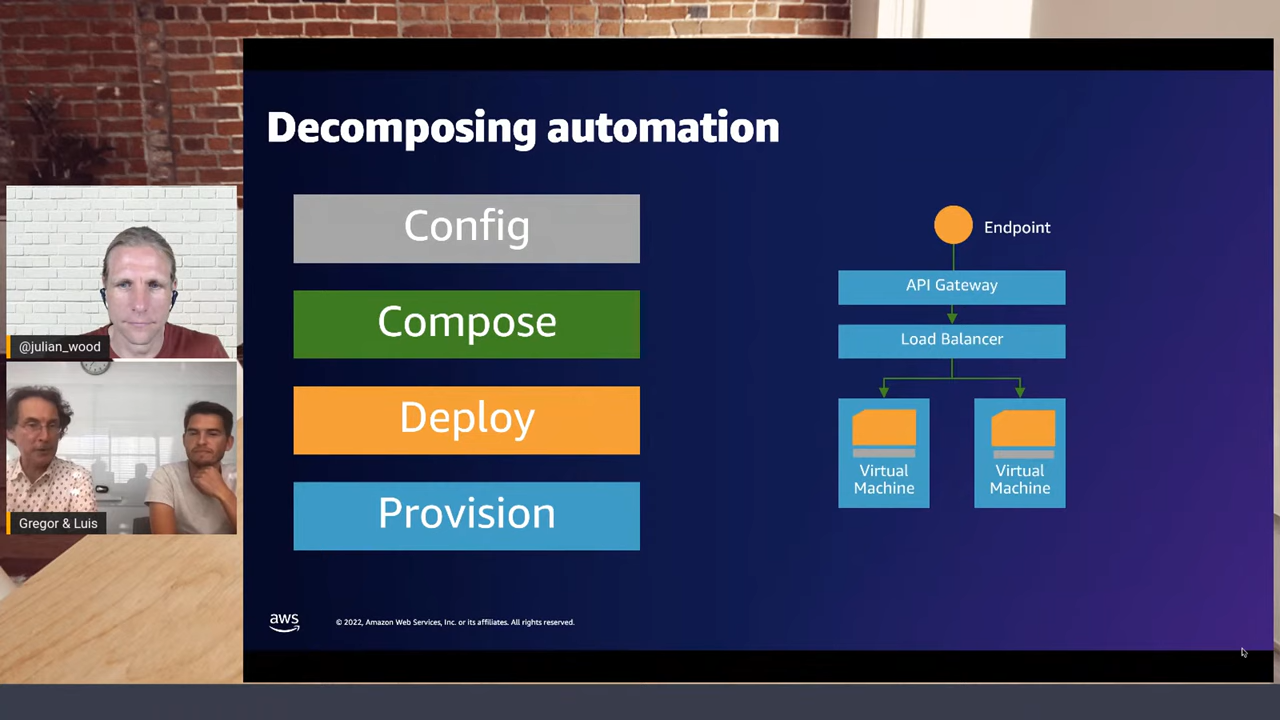 Decomposing automation
Config
Compose
Deploy
Provision
Endpoint
API Gateway
Load Balancer
Virtual
Machine
Virtual
Machine
@julian_wood
Gregor & Luis
aws
© 2022, Amazon Web Services, Inc. or its affiliates. All rights reserved.